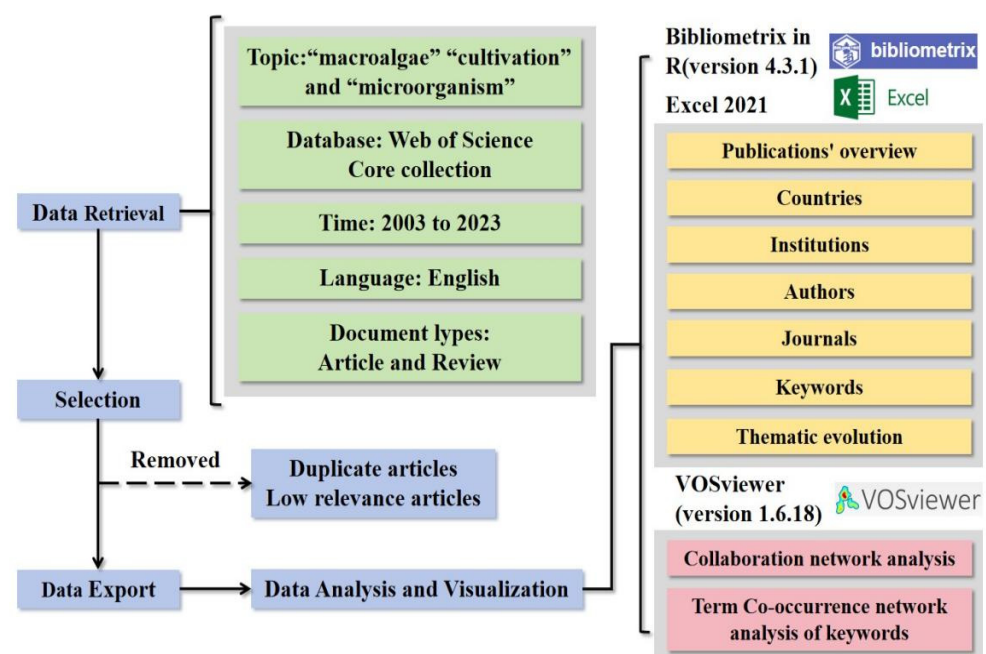 Data Retrieval
Selection
Removed
Duplicate articles
Low relevance articles
Data Export
Data Analysis and Visualization
Topic:“macroalgae” “cultivation”
and “microorganism”
Database: Web of Science
Core collection
Time: 2003 to 2023
Language: English
Document types:
Article and Review
Bibliometrix in
R(version 4.3.1)
bibliometrix
Excel 2021
X
Excel
Publications' overview
Countries
Institutions
Authors
Journals
Keywords
Thematic evolution
VOSviewer
(version 1.6.18)
VOSviewer
Collaboration network analysis
Term Co-occurrence network
analysis of keywords